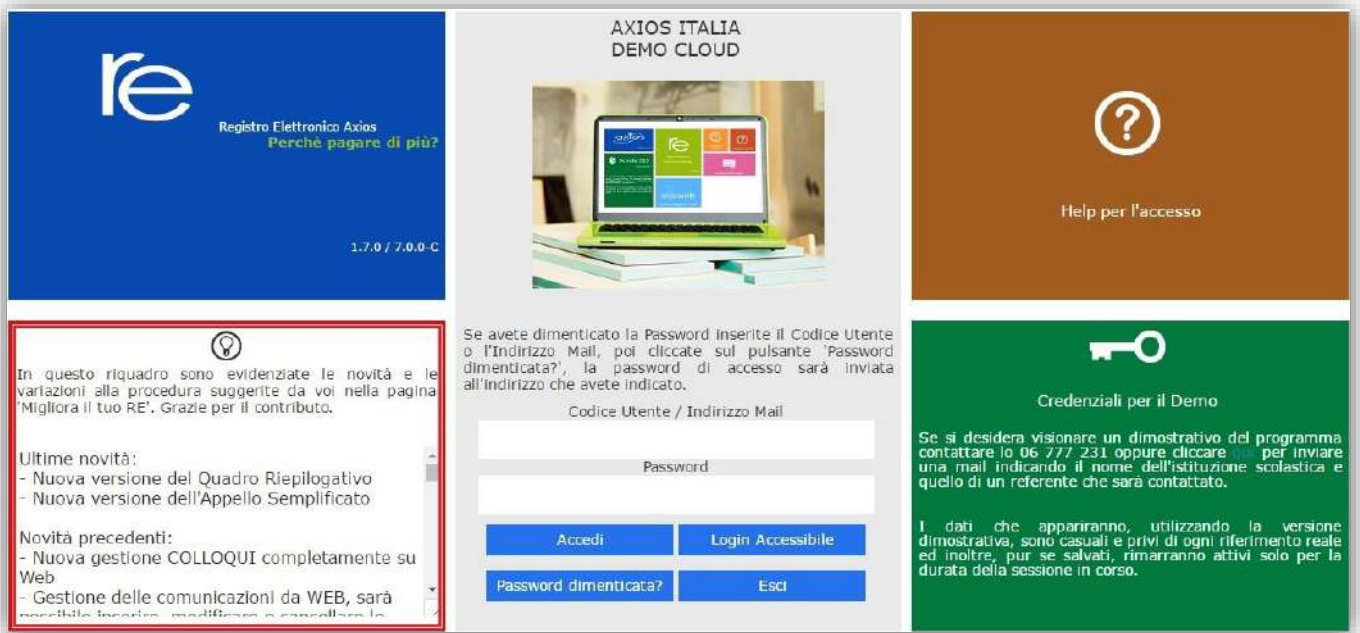 re
Registro Elettronico Axios
Perchè pagare di più?
1.7.0 / 7.0.0-C
In questo riquadro sono evidenziate le novità e le
variazioni alla procedura suggerite da voi nella pagina
'Migliora il tuo RE'. Grazie per il contributo.
Ultime novità:
- Nuova versione del Quadro Riepilogativo
- Nuova versione dell'Appello Semplificato
Novità precedenti:
- Nuova gestione COLLOQUI completamente su
Web
- Gestione delle comunicazioni da WEB, sarà
possibile inserire, modificare e cancellare le
AXIOS ITALIA
DEMO CLOUD
re
Se avete dimenticato la Password inserite il Codice Utente
o l'Indirizzo Mail, poi cliccate sul pulsante 'Password
dimenticata?', la password di accesso sarà inviata
all'indirizzo che avete indicato.
Codice Utente / Indirizzo Mail
Password
Accedi
Login Accessibile
Password dimenticata?
Esci
Help per l'accesso
Credenziali per il Demo
Se si desidera visionare un dimostrativo del programma
contattare lo 06 777 231 oppure cliccare qui per inviare
una mail indicando il nome dell'istituzione scolastica e
quello di un referente che sarà contattato.
I dati che appariranno, utilizzando la versione
dimostrativa, sono casuali e privi di ogni riferimento reale
ed inoltre, pur se salvati, rimarranno attivi solo per la
durata della sessione in corso.